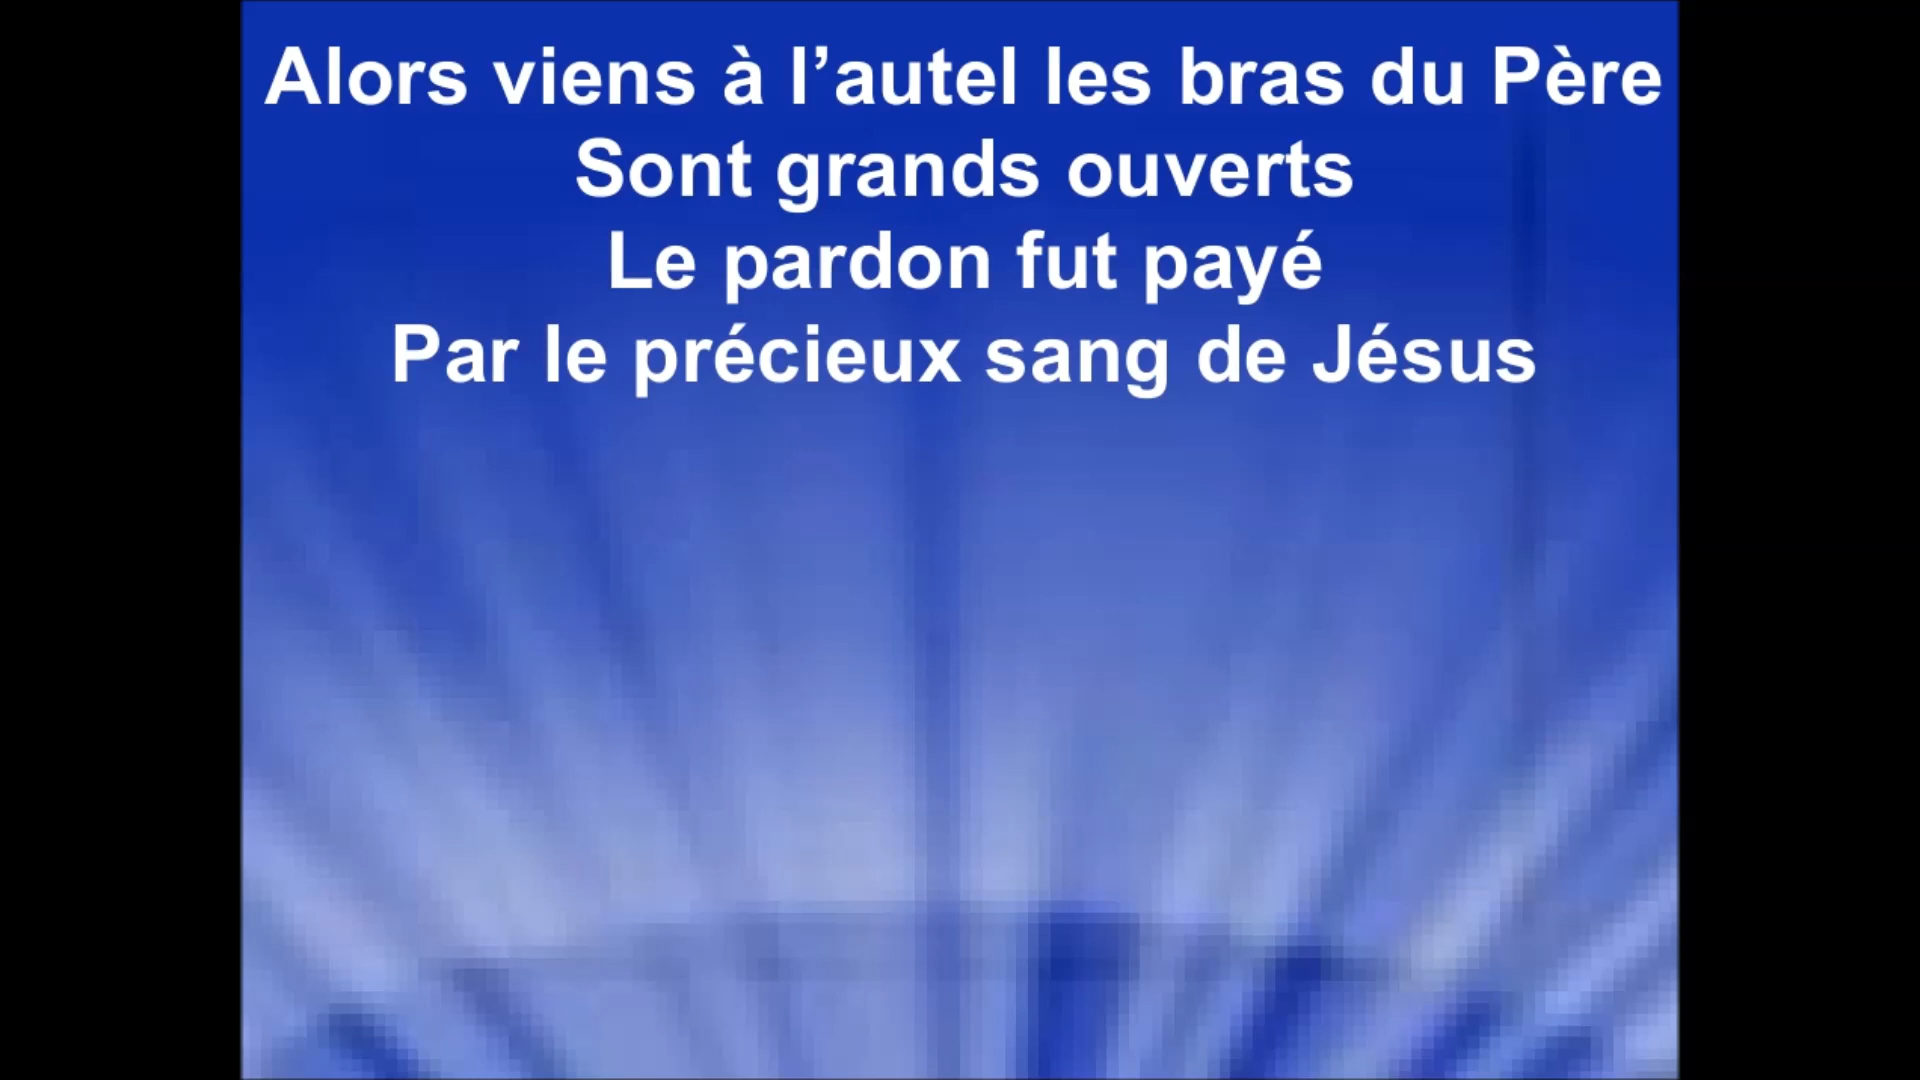 Alors viens à l’autel les bras du Père
Sont grands ouverts
Le pardon fut payé
Par le précieux sang de Jésus